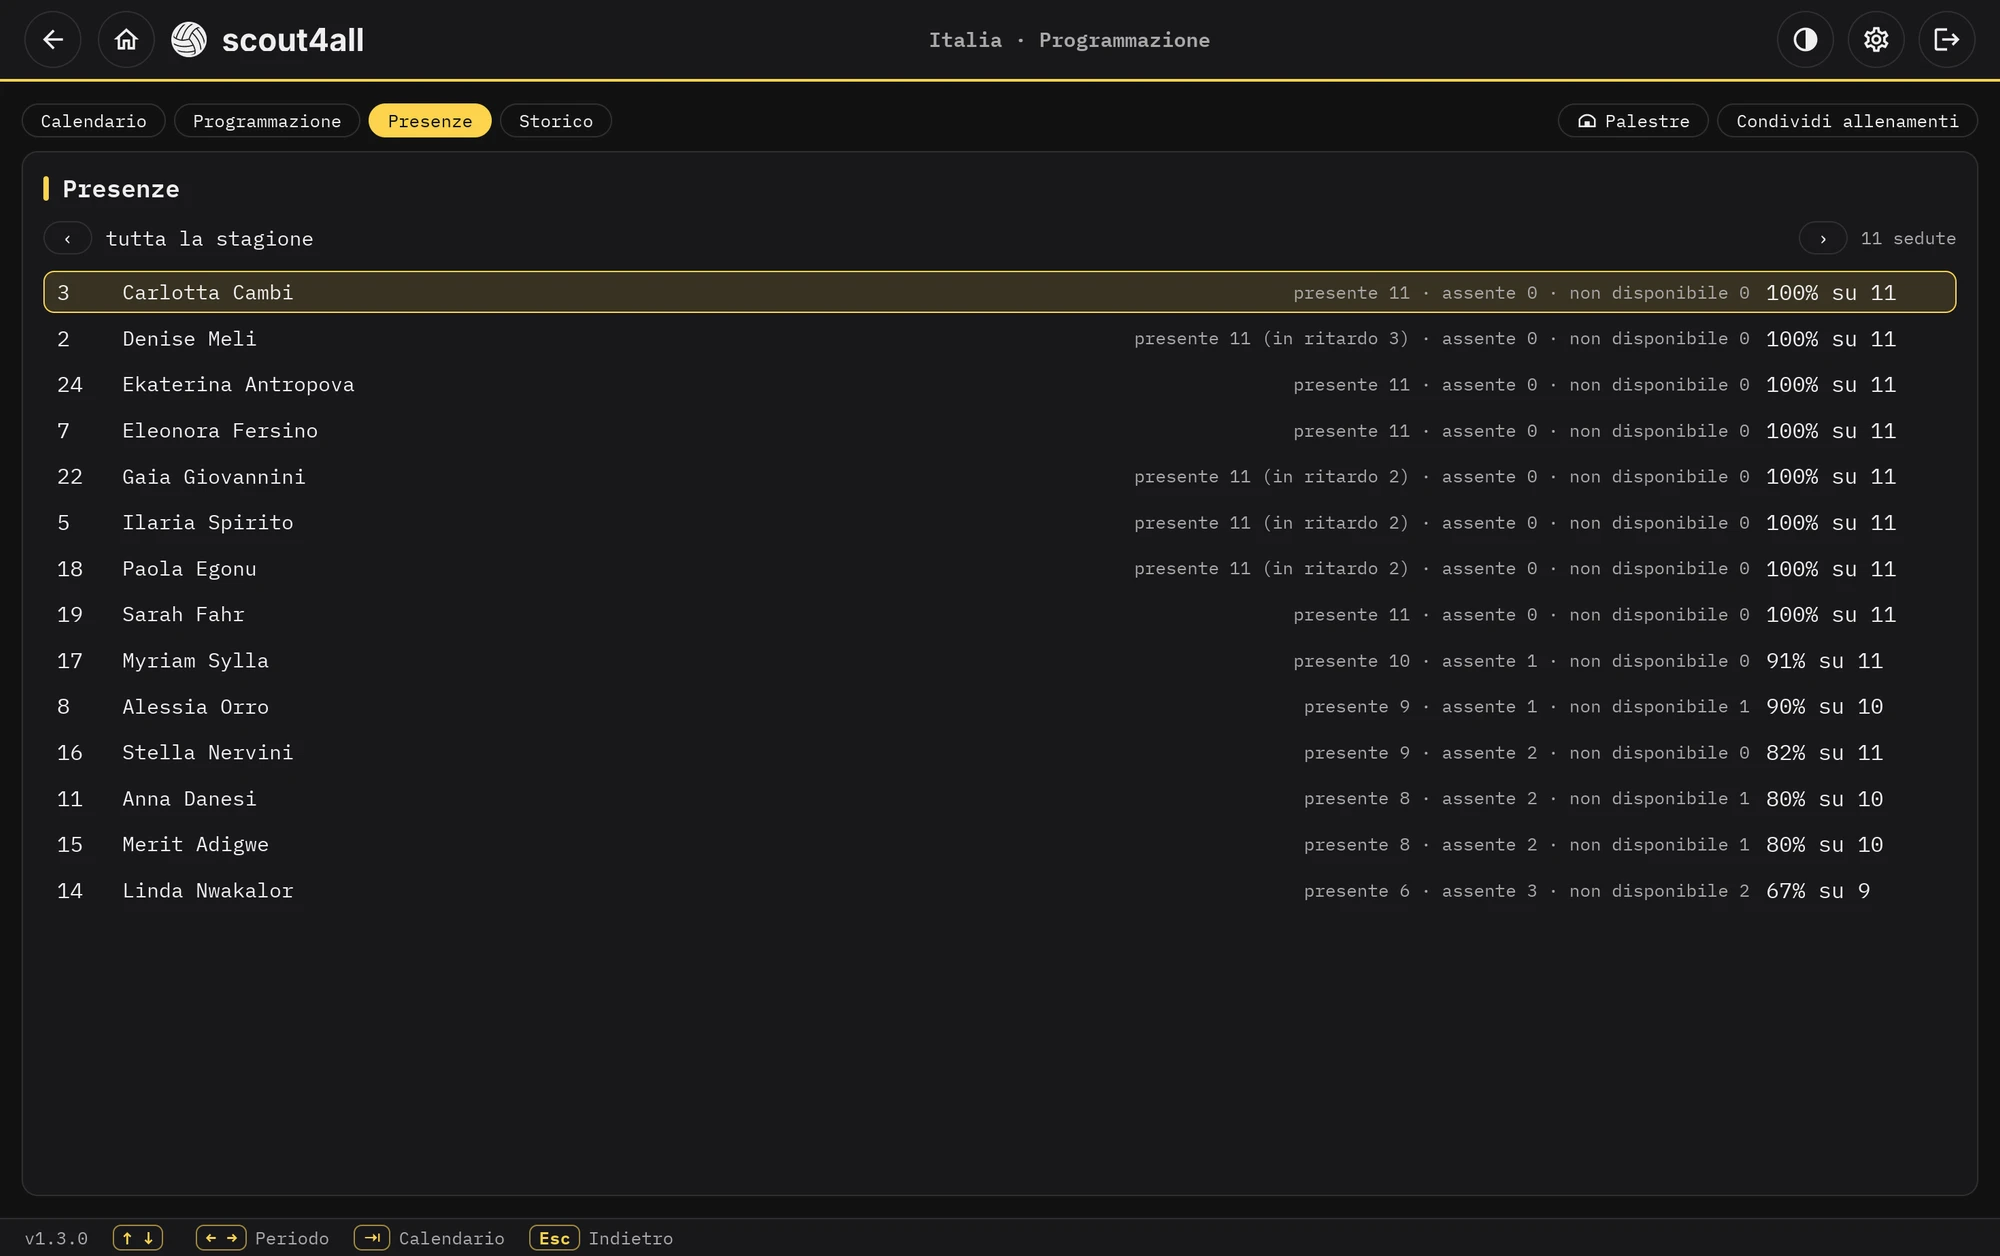 scout4all
Italia · Programmazione
Calendario Programmazione Presenze Storico Palestre Condividi allenamenti
Presenze
‹ tutta la stagione › 11 sedute
3 Carlotta Cambi presente 11 · assente 0 · non disponibile 0 100% su 11
2 Denise Meli presente 11 (in ritardo 3) · assente 0 · non disponibile 0 100% su 11
24 Ekaterina Antropova presente 11 · assente 0 · non disponibile 0 100% su 11
7 Eleonora Fersino presente 11 · assente 0 · non disponibile 0 100% su 11
22 Gaia Giovannini presente 11 (in ritardo 2) · assente 0 · non disponibile 0 100% su 11
5 Ilaria Spirito presente 11 (in ritardo 2) · assente 0 · non disponibile 0 100% su 11
18 Paola Egonu presente 11 (in ritardo 2) · assente 0 · non disponibile 0 100% su 11
19 Sarah Fahr presente 11 · assente 0 · non disponibile 0 100% su 11
17 Myriam Sylla presente 10 · assente 1 · non disponibile 0 91% su 11
8 Alessia Orro presente 9 · assente 1 · non disponibile 1 90% su 10
16 Stella Nervini presente 9 · assente 2 · non disponibile 0 82% su 11
11 Anna Danesi presente 8 · assente 2 · non disponibile 1 80% su 10
15 Merit Adigwe presente 8 · assente 2 · non disponibile 1 80% su 10
14 Linda Nwakalor presente 6 · assente 3 · non disponibile 2 67% su 9
v1.3.0 ↑ ↓ ← → Periodo ⇥ Calendario Esc Indietro